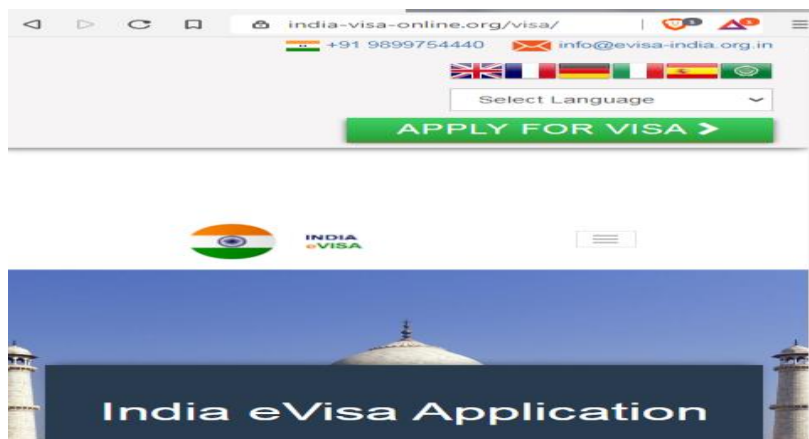 india-visa-online.org/visa/
+91 9899754440 info@evisa-india.org.in
Select Language
APPLY FOR VISA
INDIA
eVISA
India eVisa Application